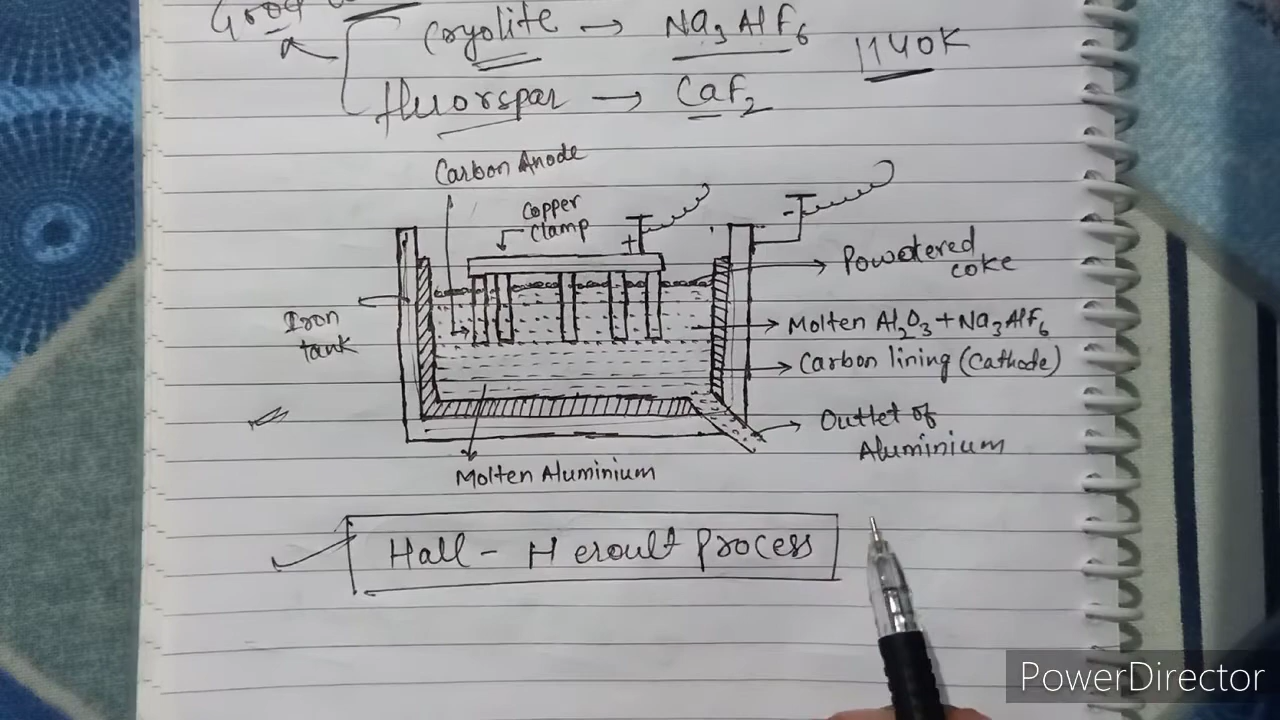 Cryolite → Na3AlF6
1140K
fluorspar → CaF2
Carbon Anode
Copper
clamp
+
-
Powdered
coke
Iron
tank
Molten Al2O3 + Na3AlF6
Carbon lining (Cathode)
Outlet of
Aluminium
Molten Aluminium
Hall - Heroult Process
PowerDirector